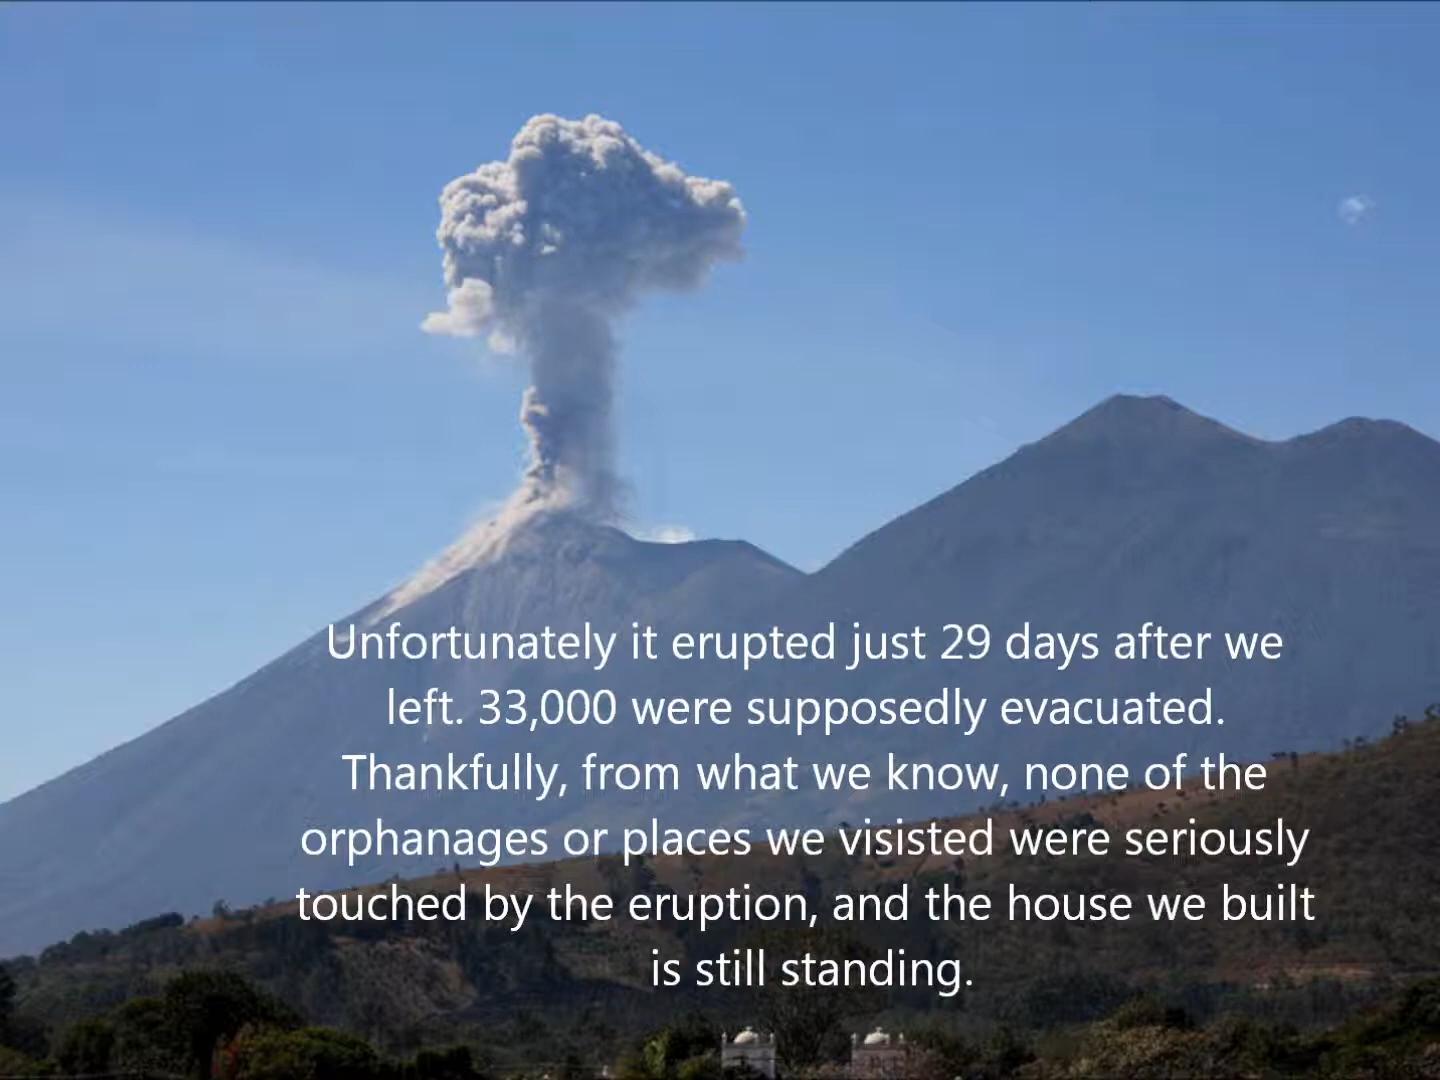 Unfortunately it erupted just 29 days after we
left. 33,000 were supposedly evacuated.
Thankfully, from what we know, none of the
orphanages or places we visisted were seriously
touched by the eruption, and the house we built
is still standing.